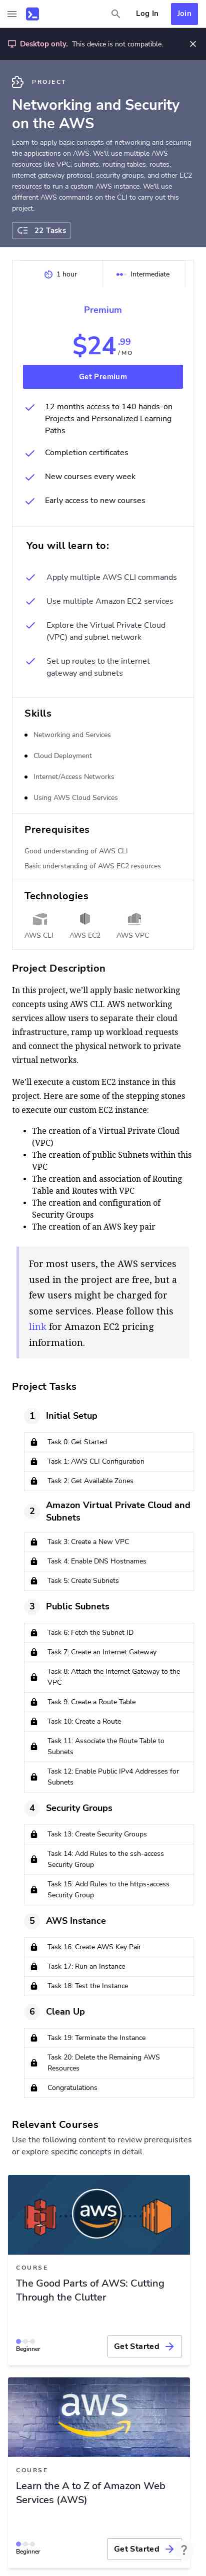 Log In
Join
Desktop only. This device is not compatible.
PROJECT
Networking and Security
on the AWS
Learn to apply basic concepts of networking and securing
the applications on AWS. We'll use multiple AWS
resources like VPC, subnets, routing tables, routes,
internet gateway protocol, security groups, and other EC2
resources to run a custom AWS instance. We'll use
different AWS commands on the CLI to carry out this
project.
22 Tasks
1 hour
Intermediate
Premium
$24.99
/ MO
Get Premium
12 months access to 140 hands-on
Projects and Personalized Learning
Paths
Completion certificates
New courses every week
Early access to new courses
You will learn to:
Apply multiple AWS CLI commands
Use multiple Amazon EC2 services
Explore the Virtual Private Cloud
(VPC) and subnet network
Set up routes to the internet
gateway and subnets
Skills
Networking and Services
Cloud Deployment
Internet/Access Networks
Using AWS Cloud Services
Prerequisites
Good understanding of AWS CLI
Basic understanding of AWS EC2 resources
Technologies
AWS CLI
AWS EC2
AWS VPC
Project Description
In this project, we'll apply basic networking
concepts using AWS CLI. AWS networking
services allow users to separate their cloud
infrastructure, ramp up workload requests
and connect the physical network to private
virtual networks.
We'll execute a custom EC2 instance in this
project. Here are some of the stepping stones
to execute our custom EC2 instance:
• The creation of a Virtual Private Cloud
(VPC)
• The creation of public Subnets within this
VPC
• The creation and association of Routing
Table and Routes with VPC
• The creation and configuration of
Security Groups
• The creation of an AWS key pair
For most users, the AWS services
used in the project are free, but a
few users might be charged for
some services. Please follow this
link for Amazon EC2 pricing
information.
Project Tasks
1 Initial Setup
Task 0: Get Started
Task 1: AWS CLI Configuration
Task 2: Get Available Zones
2 Amazon Virtual Private Cloud and
Subnets
Task 3: Create a New VPC
Task 4: Enable DNS Hostnames
Task 5: Create Subnets
3 Public Subnets
Task 6: Fetch the Subnet ID
Task 7: Create an Internet Gateway
Task 8: Attach the Internet Gateway to the
VPC
Task 9: Create a Route Table
Task 10: Create a Route
Task 11: Associate the Route Table to
Subnets
Task 12: Enable Public IPv4 Addresses for
Subnets
4 Security Groups
Task 13: Create Security Groups
Task 14: Add Rules to the ssh-access
Security Group
Task 15: Add Rules to the https-access
Security Group
5 AWS Instance
Task 16: Create AWS Key Pair
Task 17: Run an Instance
Task 18: Test the Instance
6 Clean Up
Task 19: Terminate the Instance
Task 20: Delete the Remaining AWS
Resources
Congratulations
Relevant Courses
Use the following content to review prerequisites
or explore specific concepts in detail.
aws
COURSE
The Good Parts of AWS: Cutting
Through the Clutter
Beginner
Get Started
aws
COURSE
Learn the A to Z of Amazon Web
Services (AWS)
Beginner
Get Started
?